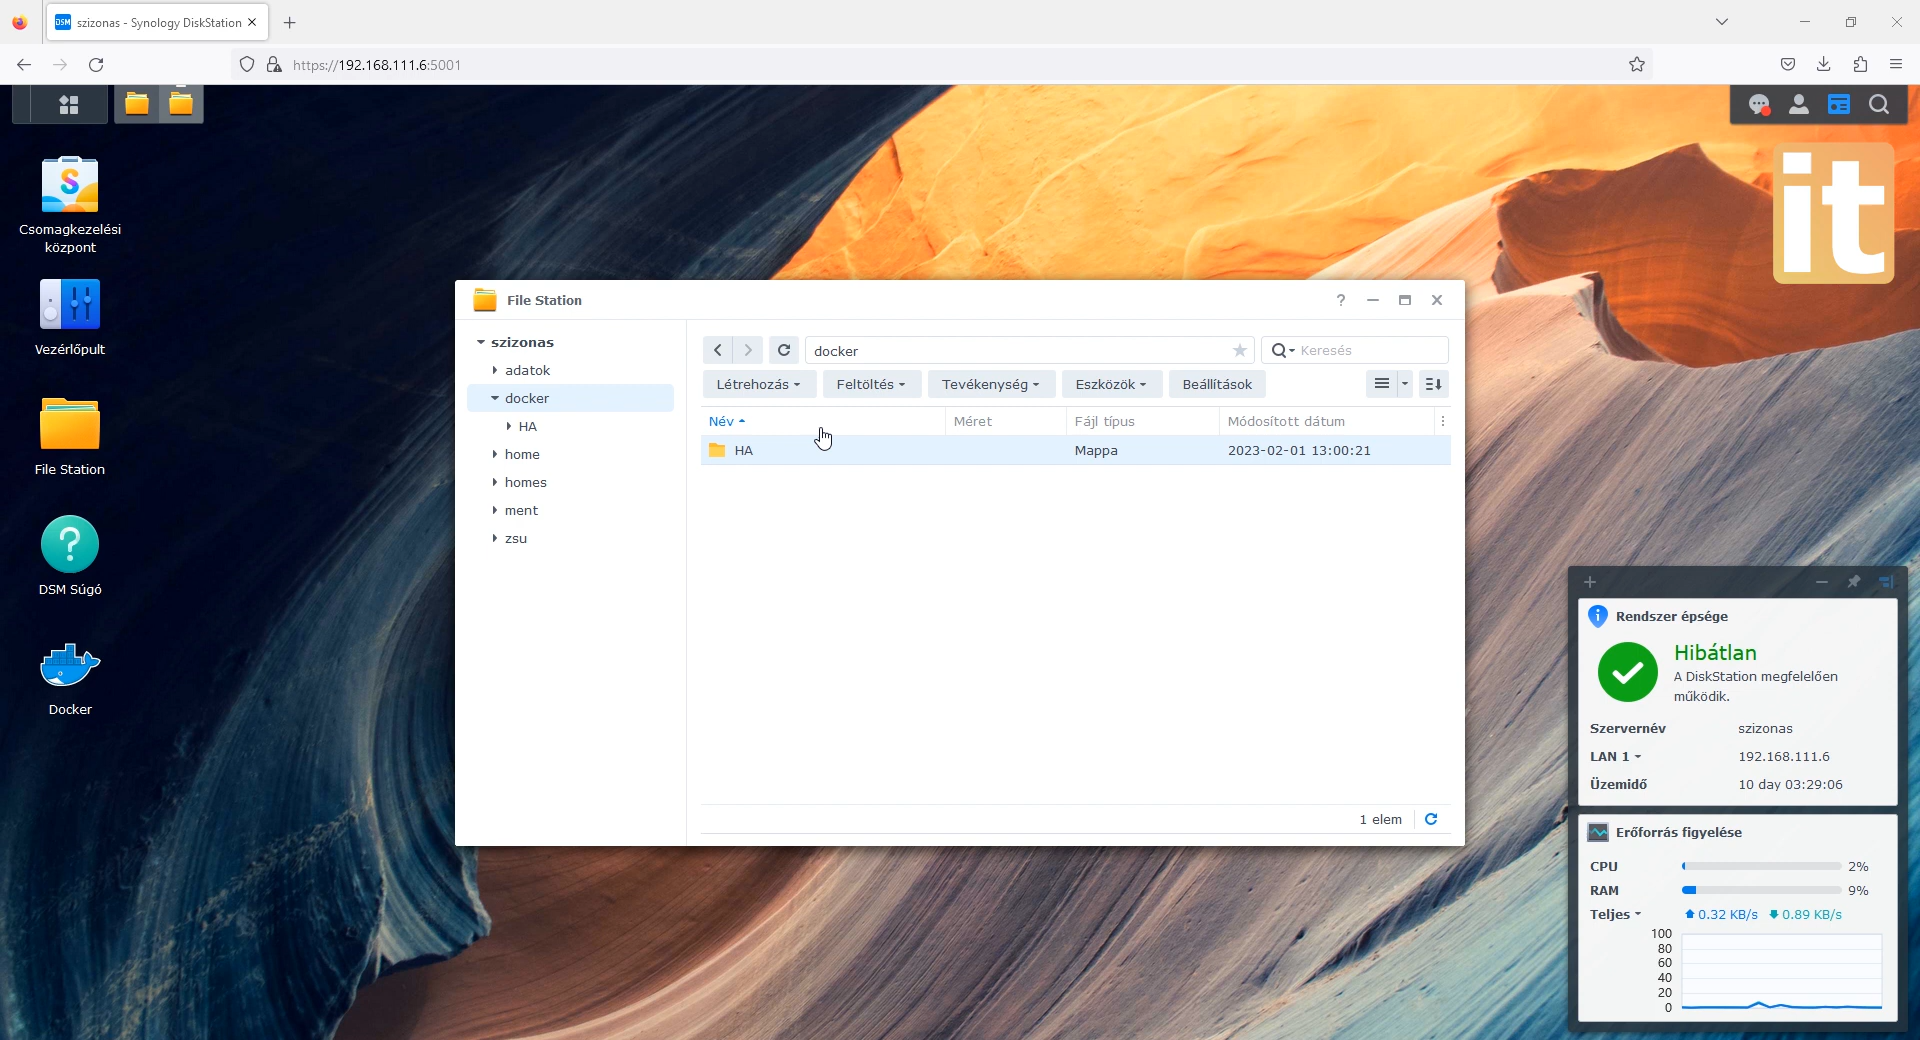 szizonas - Synology DiskStation
https://192.168.111.6:5001
it
S
Csomagkezelési
központ
Vezérlőpult
File Station
DSM Súgó
Docker
File Station
szizonas
adatok
docker
HA
home
homes
ment
zsu
docker
Keresés
Létrehozás
Feltöltés
Tevékenység
Eszközök
Beállítások
Név
Méret
Fájl típus
Módosított dátum
HA
Mappa
2023-02-01 13:00:21
1 elem
Rendszer épsége
Hibátlan
A DiskStation megfelelően
működik.
Szervernév
szizonas
LAN 1
192.168.111.6
Üzemidő
10 day 03:29:06
Erőforrás figyelése
CPU
2%
RAM
9%
Teljes
0.32 KB/s
0.89 KB/s
100
80
60
40
20
0